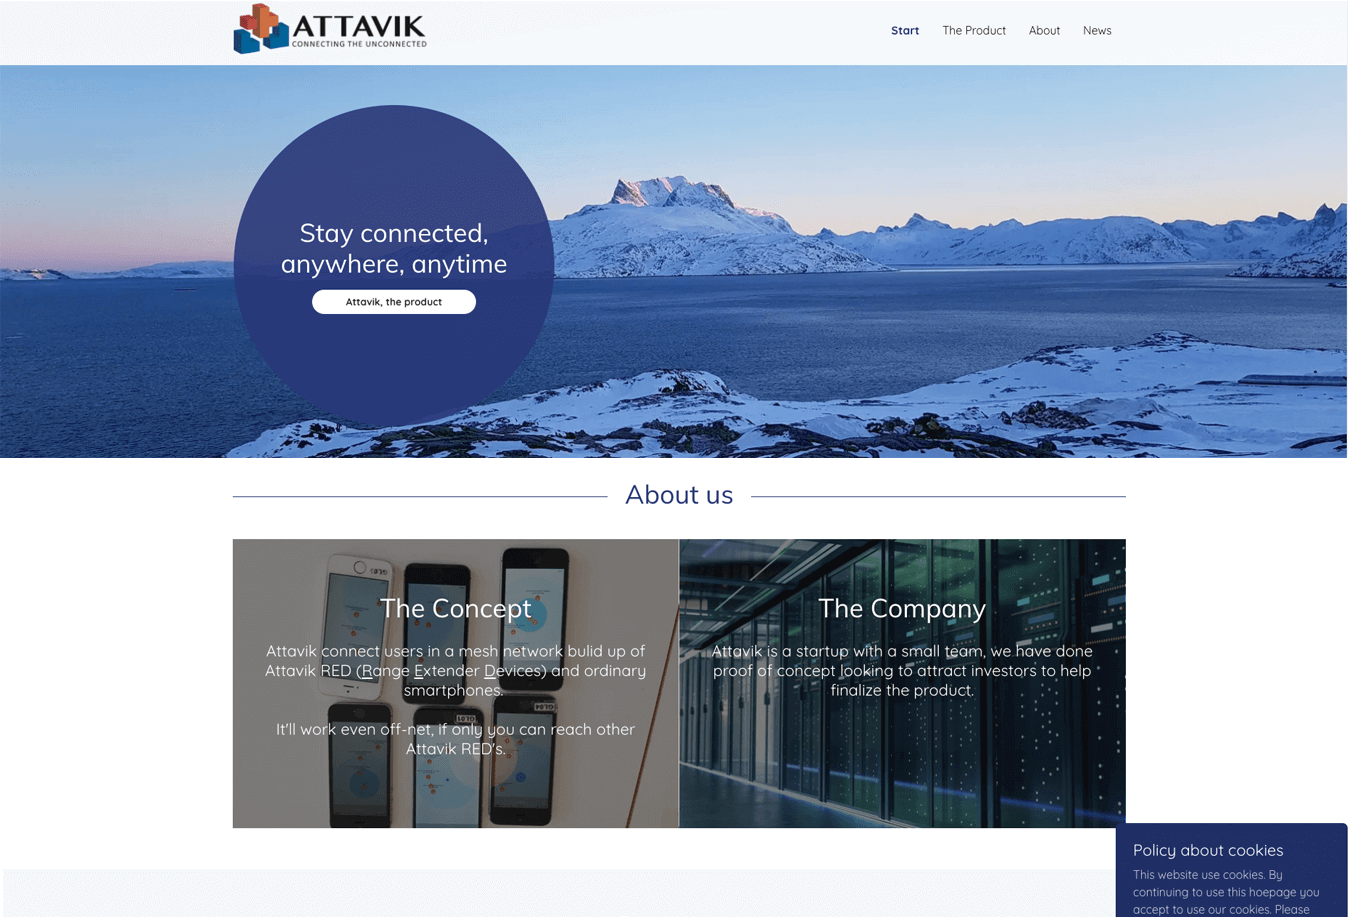 ATTAVIK
CONNECTING THE UNCONNECTED
Start The Product About News
Stay connected,
anywhere, anytime
Attavik, the product
About us
The Concept
Attavik connect users in a mesh network bulid up of
Attavik RED (Range Extender Devices) and ordinary
smartphones.
It'll work even off-net, if only you can reach other
Attavik RED's.
The Company
Attavik is a startup with a small team, we have done
proof of concept looking to attract investors to help
finalize the product.
Policy about cookies
This website use cookies. By
continuing to use this hoepage you
accept to use our cookies. Please